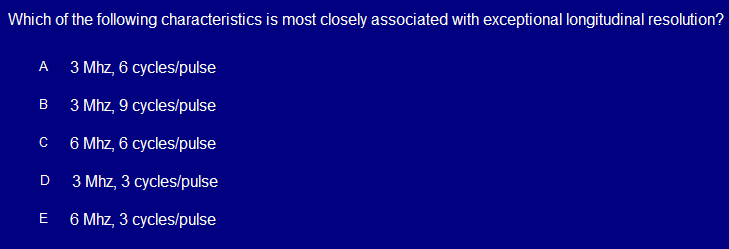 Which of the following characteristics is most closely associated with exceptional longitudinal resolution?
A 3 Mhz, 6 cycles/pulse
B 3 Mhz, 9 cycles/pulse
C 6 Mhz, 6 cycles/pulse
D 3 Mhz, 3 cycles/pulse
E 6 Mhz, 3 cycles/pulse